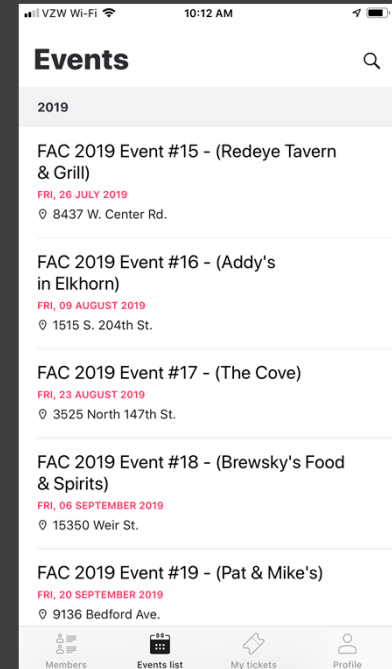 VZW Wi-Fi 10:12 AM
Events
2019
FAC 2019 Event #15 - (Redeye Tavern
& Grill)
FRI, 26 JULY 2019
8437 W. Center Rd.
FAC 2019 Event #16 - (Addy's
in Elkhorn)
FRI, 09 AUGUST 2019
1515 S. 204th St.
FAC 2019 Event #17 - (The Cove)
FRI, 23 AUGUST 2019
3525 North 147th St.
FAC 2019 Event #18 - (Brewsky's Food
& Spirits)
FRI, 06 SEPTEMBER 2019
15350 Weir St.
FAC 2019 Event #19 - (Pat & Mike's)
FRI, 20 SEPTEMBER 2019
9136 Bedford Ave.
Members Events list My tickets Profile